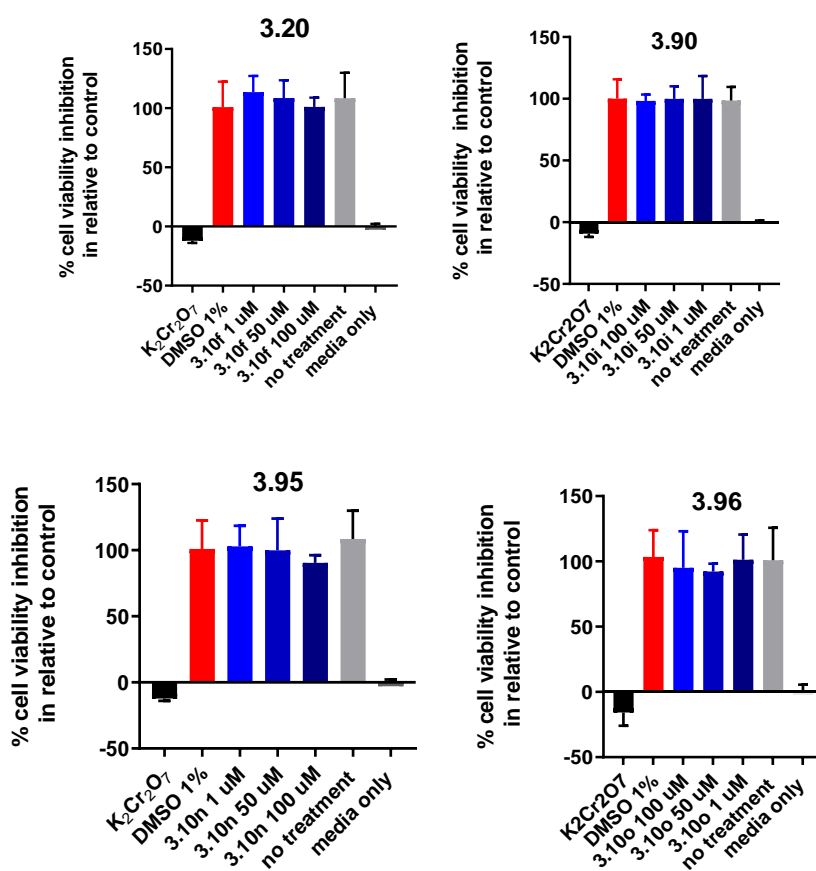 3.20
% cell viability inhibition
in relative to control
150
100
50
0
-50
K₂Cr₂O₇
DMSO 1%
3.10f 1 uM
3.10f 50 uM
3.10f 100 uM
no treatment
media only
3.90
% cell viability inhibition
in relative to control
150
100
50
0
-50
K2Cr2O7
DMSO 1%
3.10i 100 uM
3.10i 50 uM
3.10i 1 uM
no treatment
media only
3.95
% cell viability inhibition
in relative to control
150
100
50
0
-50
K₂Cr₂O₇
DMSO 1%
3.10n 1 uM
3.10n 50 uM
3.10n 100 uM
no treatment
media only
3.96
% cell viability inhibition
in relative to control
150
100
50
0
-50
K2Cr2O7
DMSO 1%
3.10o 100 uM
3.10o 50 uM
3.10o 1 uM
no treatment
media only